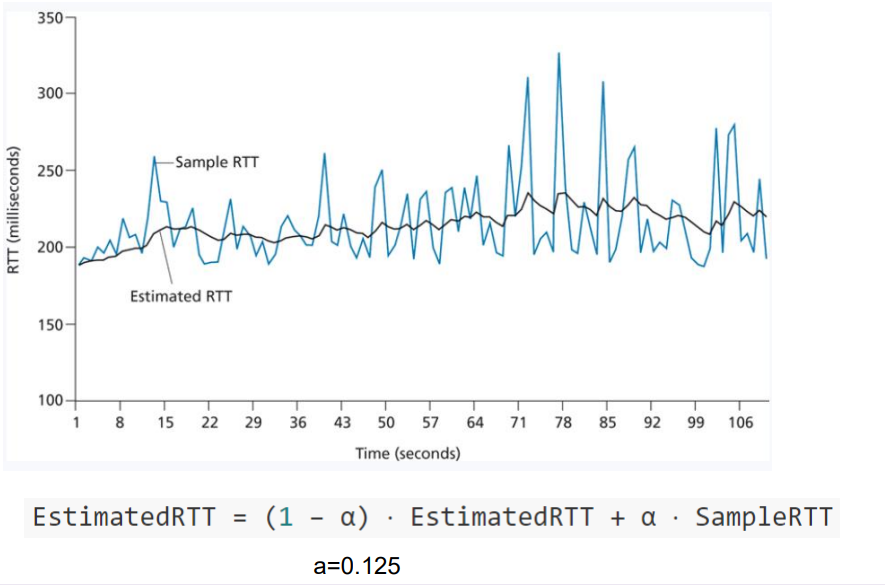 350
300
250
200
150
100
RTT (milliseconds)
Sample RTT
Estimated RTT
1 8 15 22 29 36 43 50 57 64 71 78 85 92 99 106
Time (seconds)
EstimatedRTT = (1 - α) · EstimatedRTT + α · SampleRTT
a=0.125